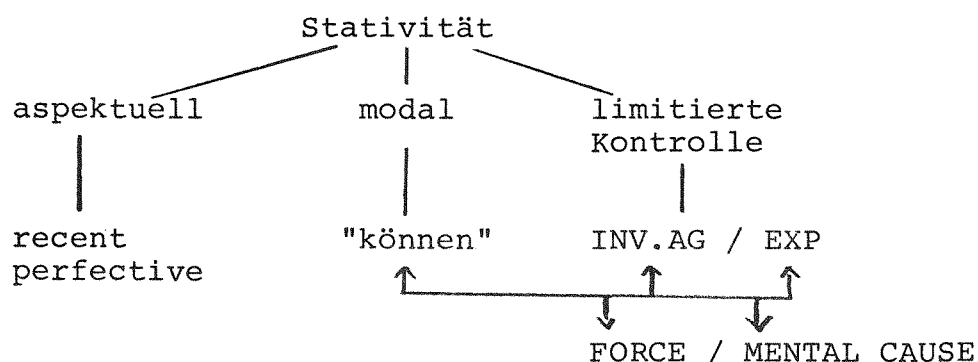 Stativität
aspektuell modal limitierte
Kontrolle
recent "können" INV.AG / EXP
perfective
FORCE / MENTAL CAUSE